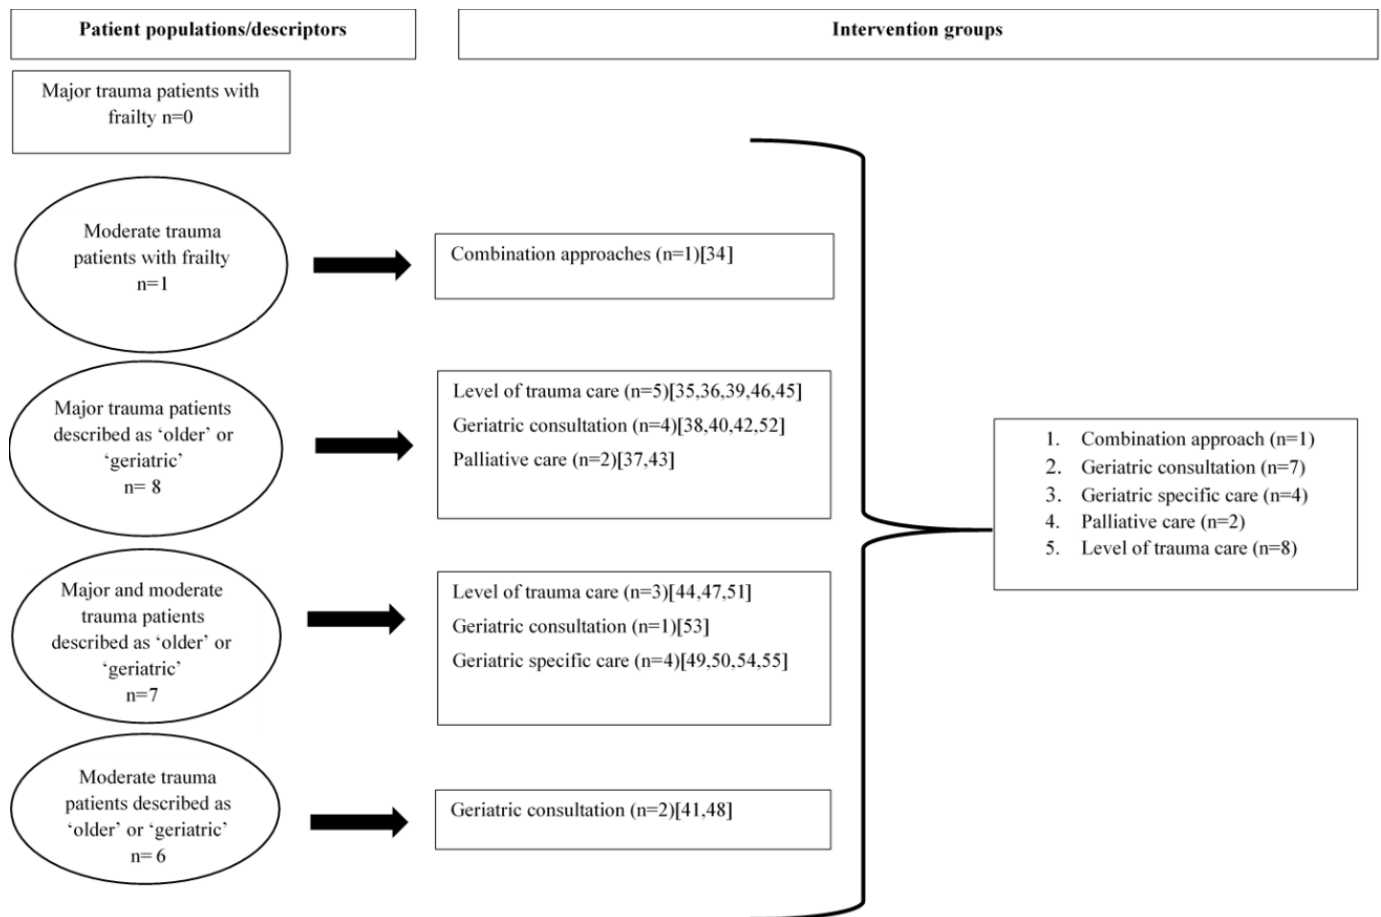 Patient populations/descriptors
Intervention groups
Major trauma patients with
frailty n=0
Moderate trauma
patients with frailty
n=1
Combination approaches (n=1)[34]
Major trauma patients
described as ‘older’ or
‘geriatric’
n= 8
Level of trauma care (n=5)[35,36,39,46,45]
Geriatric consultation (n=4)[38,40,42,52]
Palliative care (n=2)[37,43]
Major and moderate
trauma patients
described as ‘older’ or
‘geriatric’
n=7
Level of trauma care (n=3)[44,47,51]
Geriatric consultation (n=1)[53]
Geriatric specific care (n=4)[49,50,54,55]
Moderate trauma
patients described as
‘older’ or ‘geriatric’
n= 6
Geriatric consultation (n=2)[41,48]
1. Combination approach (n=1)
2. Geriatric consultation (n=7)
3. Geriatric specific care (n=4)
4. Palliative care (n=2)
5. Level of trauma care (n=8)